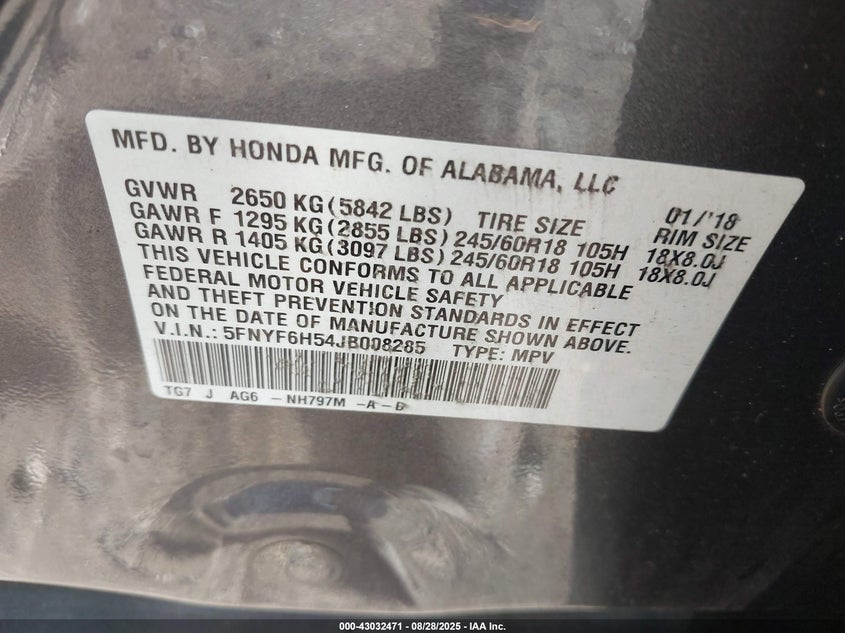 MFD. BY HONDA MFG. OF ALABAMA, LLC
GVWR 2650 KG (5842 LBS) TIRE SIZE 01/'18 RIM SIZE
GAWR F 1295 KG (2855 LBS) 245/60R18 105H 18X8.0J
GAWR R 1405 KG (3097 LBS) 245/60R18 105H 18X8.0J
THIS VEHICLE CONFORMS TO ALL APPLICABLE
FEDERAL MOTOR VEHICLE SAFETY
AND THEFT PREVENTION STANDARDS IN EFFECT
ON THE DATE OF MANUFACTURE SHOWN ABOVE.
V.I.N.: 5FNYF6H54JB008285 TYPE: MPV
TG7 J AG6 -NH797M -A-B
000-43032471 - 08/28/2025 - IAA Inc.